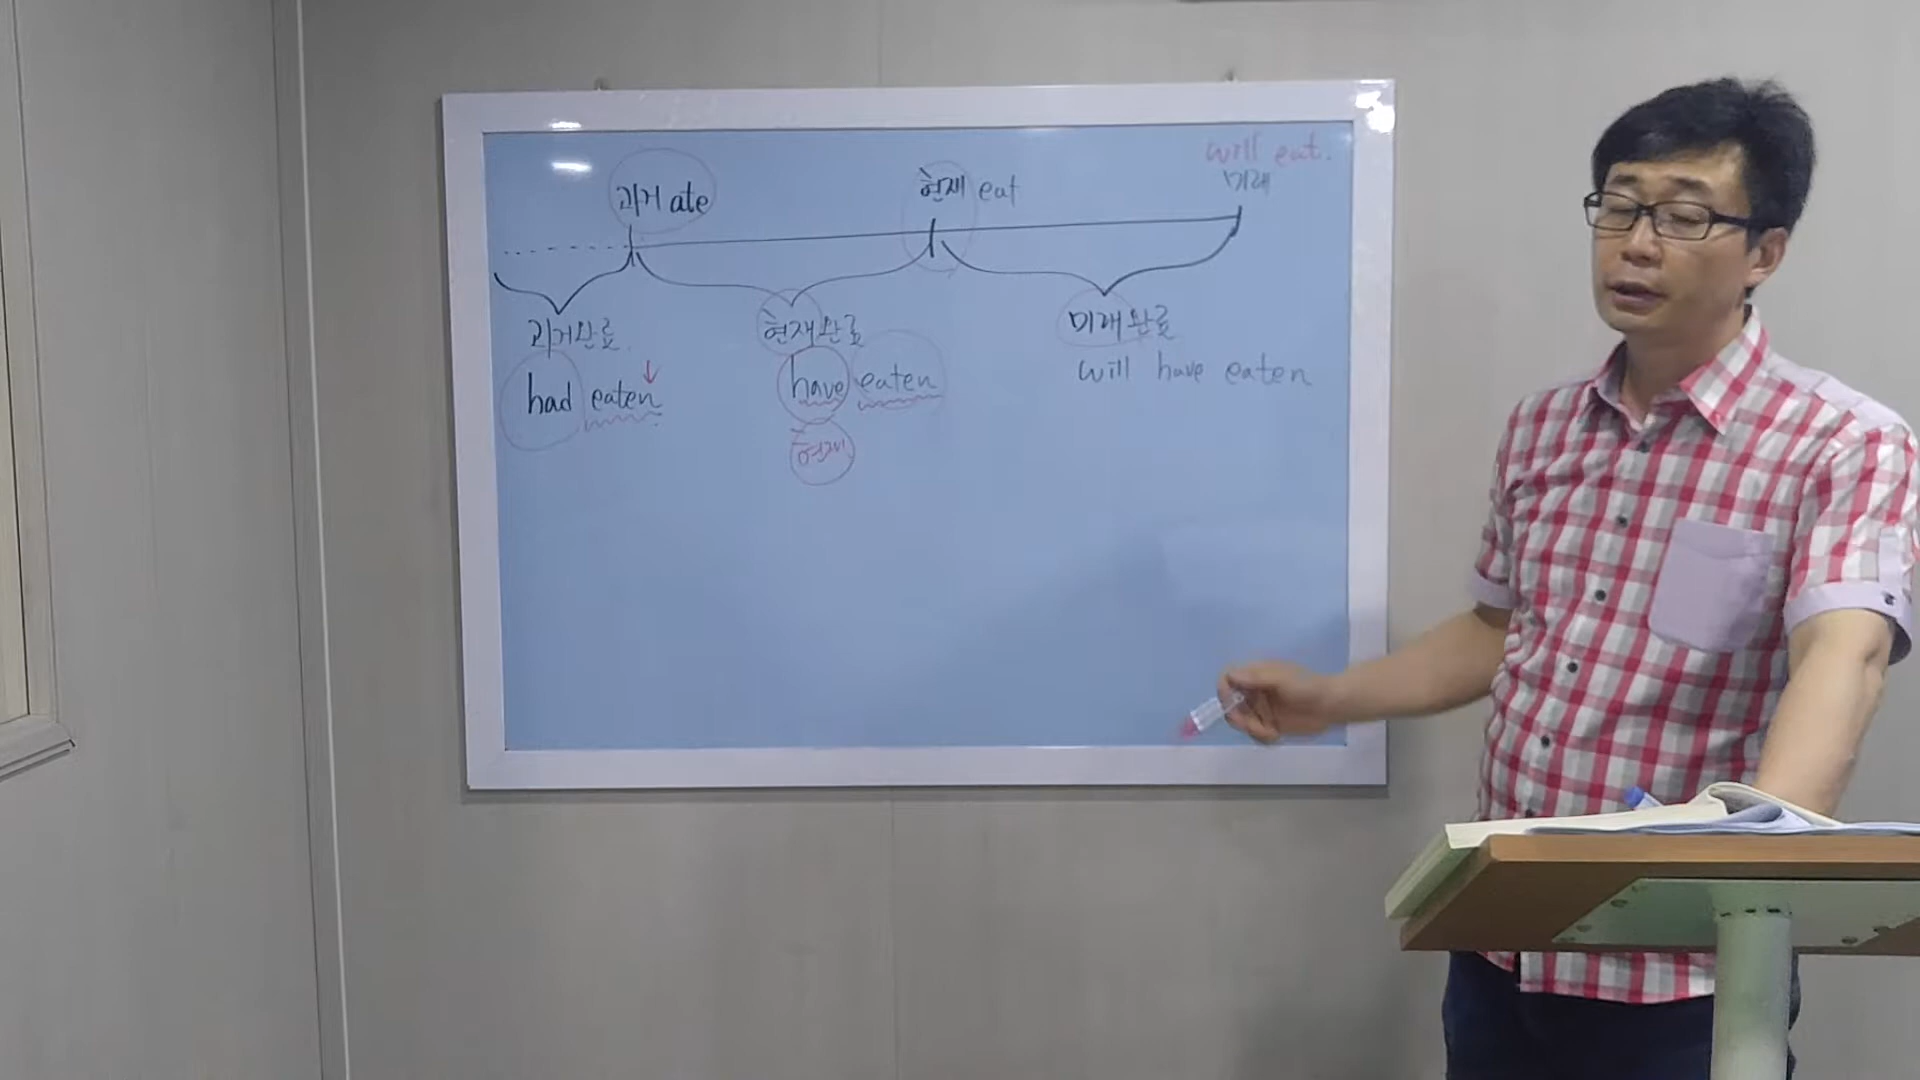 will eat.
과거 ate
현재 eat
미래
과거완료
현재완료
미래완료
had eaten
have eaten
will have eaten
현재